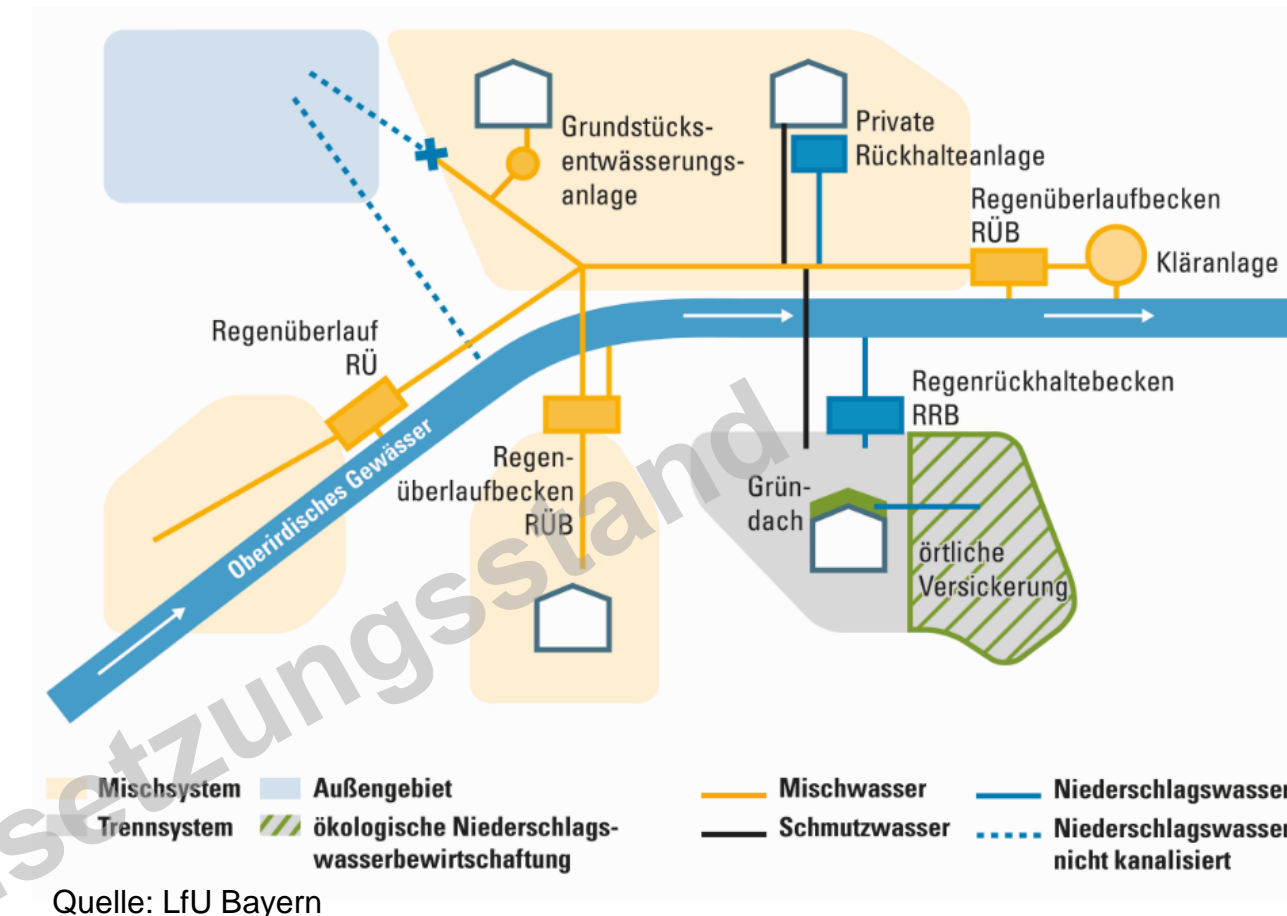 Grundstücks-
entwässerungs-
anlage
Private
Rückhalteanlage
Regenüberlaufbecken
RÜB
Kläranlage
Regenüberlauf
RÜ
Oberirdisches Gewässer
Regen-
überlaufbecken
RÜB
Regenrückhaltebecken
RRB
Grün-
dach
örtliche
Versickerung
Mischsystem
Trennsystem
Außengebiet
ökologische Niederschlags-
wasserbewirtschaftung
Mischwasser
Schmutzwasser
Niederschlagswasser
Niederschlagswasser
nicht kanalisiert
Quelle: LfU Bayern
setzungsstand